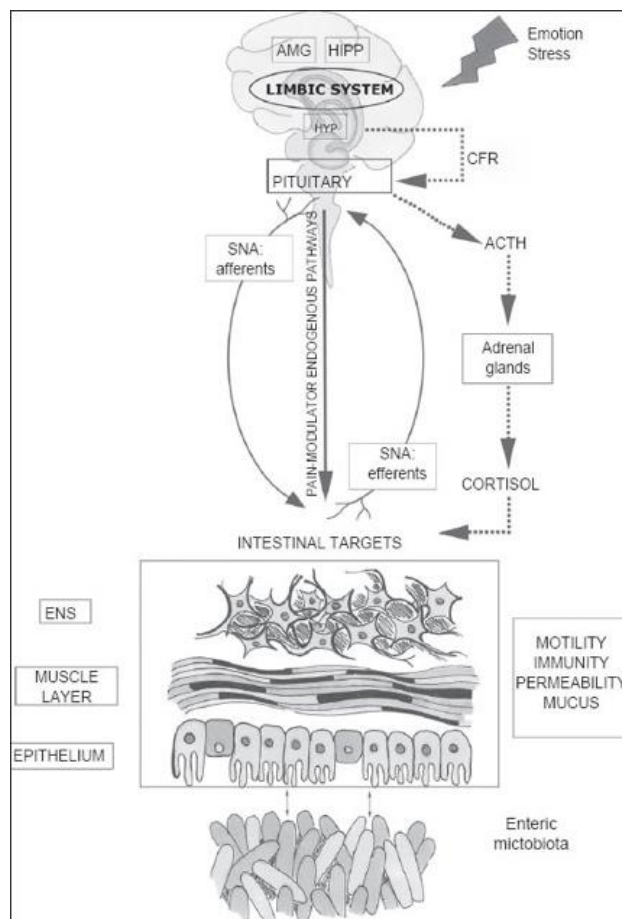 Emotion
Stress
AMG
HIPP
LIMBIC SYSTEM
HYP
CFR
PITUITARY
ACTH
SNA:
afferents
PAIN-MODULATOR ENDOGENOUS PATHWAYS
Adrenal
glands
SNA:
efferents
CORTISOL
INTESTINAL TARGETS
ENS
MUSCLE
LAYER
EPITHELIUM
MOTILITY
IMMUNITY
PERMEABILITY
MUCUS
Enteric
mictobiota